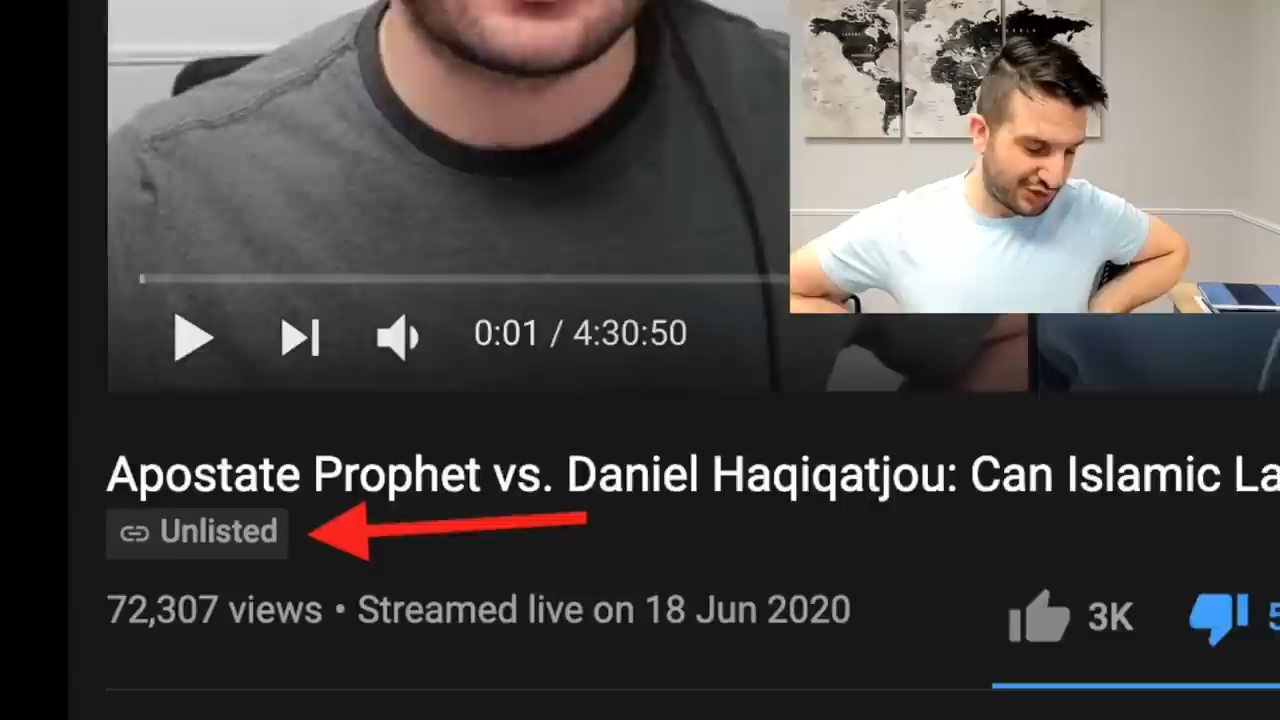 0:01 / 4:30:50
Apostate Prophet vs. Daniel Haqiqatjou: Can Islamic La
Unlisted
72,307 views • Streamed live on 18 Jun 2020
3K
5